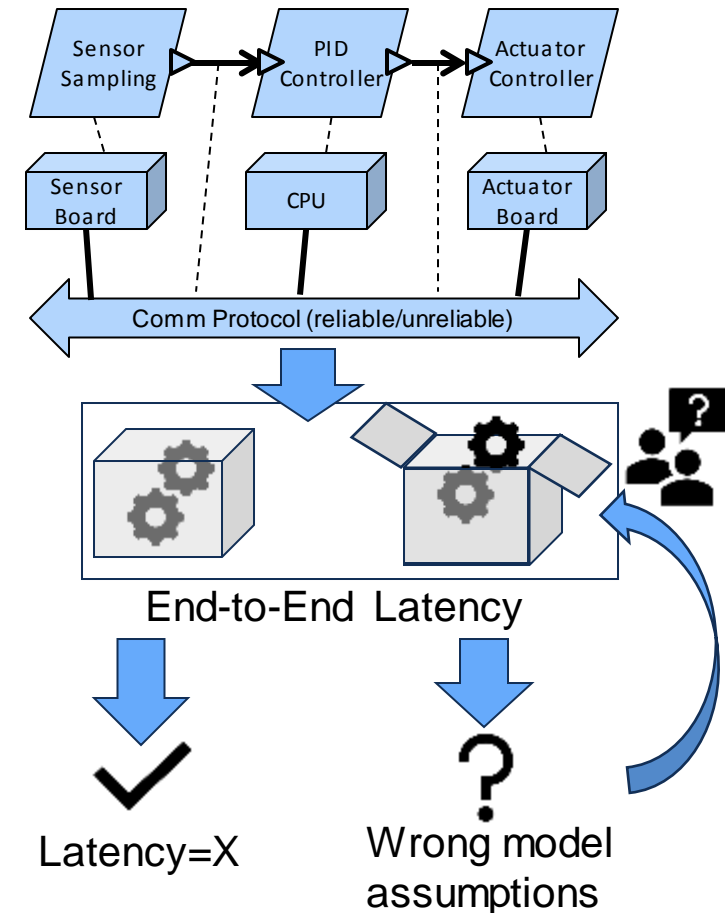 Sensor
Sampling
PID
Controller
Actuator
Controller
Sensor
Board
CPU
Actuator
Board
Comm Protocol (reliable/unreliable)
?
End-to-End Latency
?
Latency=X
Wrong model
assumptions